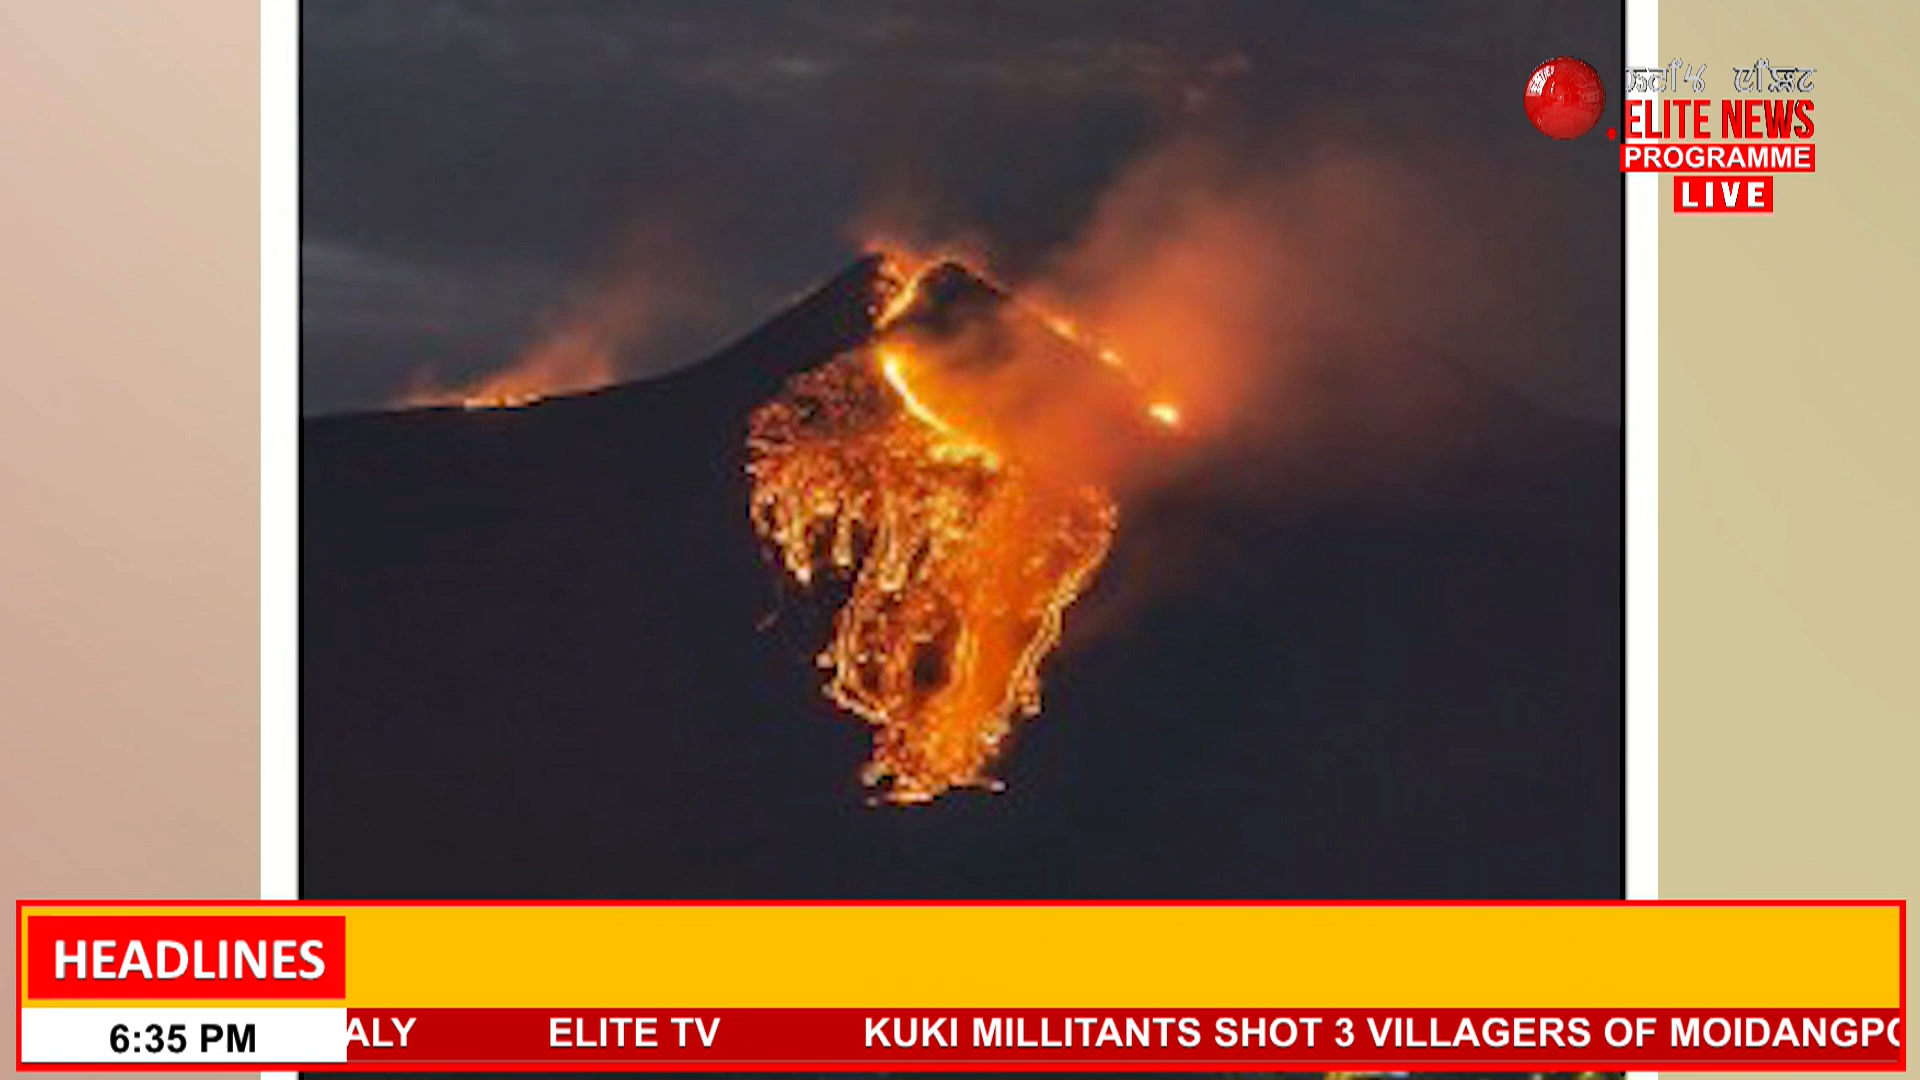 ELITE NEWS
PROGRAMME
LIVE
HEADLINES
6:35 PM
ALY ELITE TV KUKI MILLITANTS SHOT 3 VILLAGERS OF MOIDANGPO